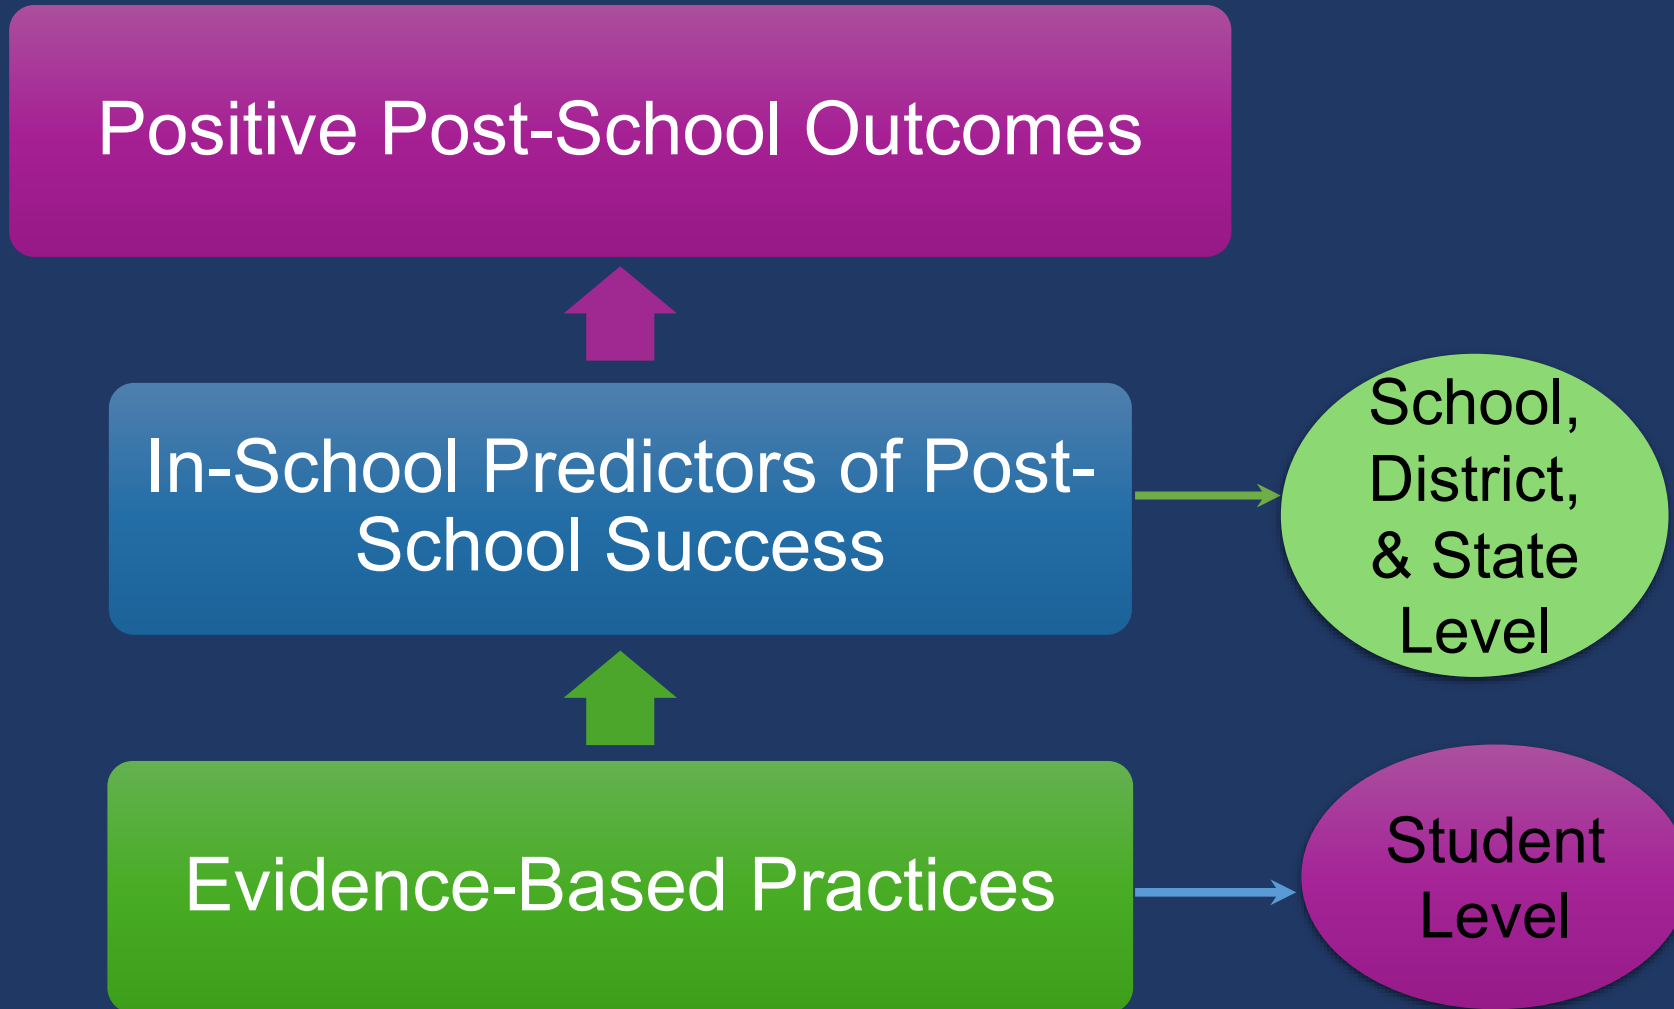 Positive Post-School Outcomes
In-School Predictors of Post-
School Success
School,
District,
& State
Level
Evidence-Based Practices
Student
Level